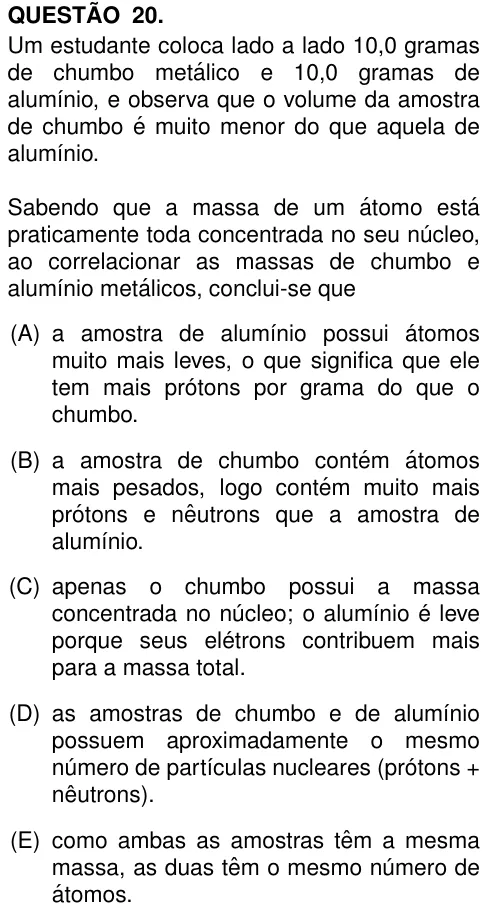 QUESTÃO 20.
Um estudante coloca lado a lado 10,0 gramas
de chumbo metálico e 10,0 gramas de
alumínio, e observa que o volume da amostra
de chumbo é muito menor do que aquela de
alumínio.
Sabendo que a massa de um átomo está
praticamente toda concentrada no seu núcleo,
ao correlacionar as massas de chumbo e
alumínio metálicos, conclui-se que
(A) a amostra de alumínio possui átomos
muito mais leves, o que significa que ele
tem mais prótons por grama do que o
chumbo.
(B) a amostra de chumbo contém átomos
mais pesados, logo contém muito mais
prótons e nêutrons que a amostra de
alumínio.
(C) apenas o chumbo possui a massa
concentrada no núcleo; o alumínio é leve
porque seus elétrons contribuem mais
para a massa total.
(D) as amostras de chumbo e de alumínio
possuem aproximadamente o mesmo
número de partículas nucleares (prótons +
nêutrons).
(E) como ambas as amostras têm a mesma
massa, as duas têm o mesmo número de
átomos.